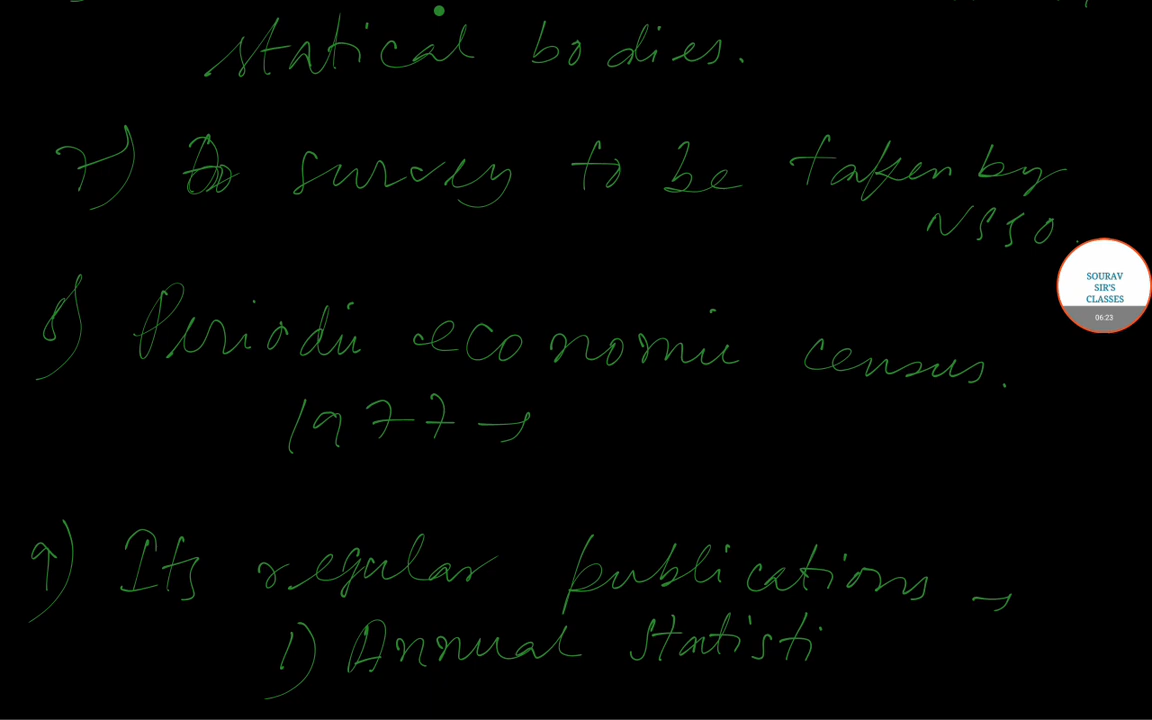 statical bodies.
7) survey to be taken by
NSSO.
8) Periodic economic census.
1977 →
9) Its regular publications →
1) Annual Statisti
SOURAV
SIR'S
CLASSES
06:23